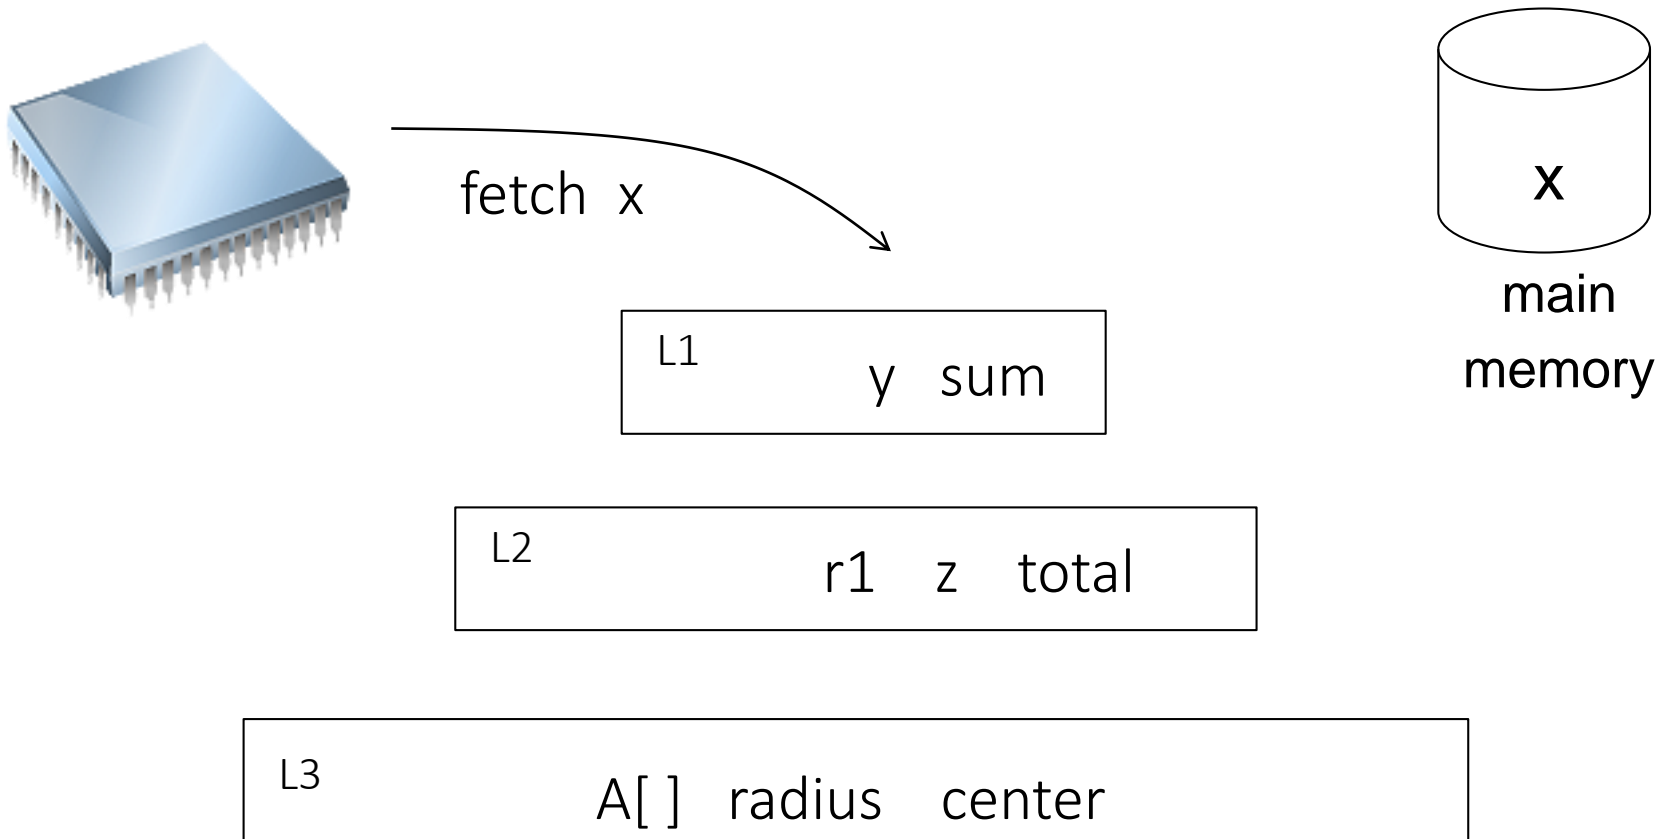 fetch x
x
main
memory
L1 y sum
L2 r1 z total
L3 A[ ] radius center